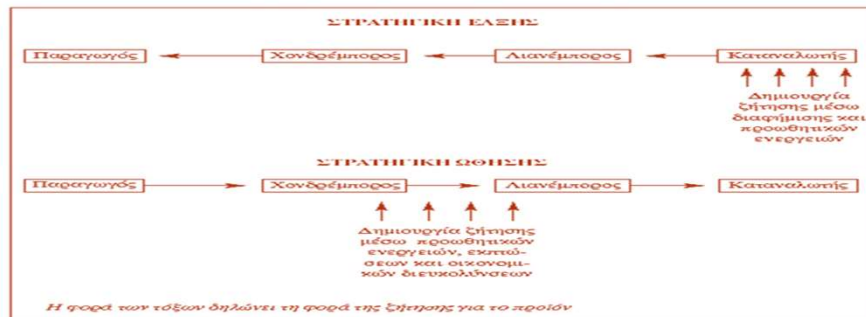 ΣΤΡΑΤΗΓΙΚΗ ΕΛΞΗΣ
Παραγωγός Χονδρέμπορος Λιανέμπορος Καταναλωτής
Δημιουργία
ζήτησης μέσω
διαφήμισης και
προωθητικών
ενεργειών
ΣΤΡΑΤΗΓΙΚΗ ΩΘΗΣΗΣ
Παραγωγός Χονδρέμπορος Λιανέμπορος Καταναλωτής
Δημιουργία ζήτησης
μέσω προωθητικών
ενεργειών, εκπτώ-
σεων και οικονομι-
κών διευκολύνσεων
Η φορά των τόξων δηλώνει τη φορά της ζήτησης για το προϊόν